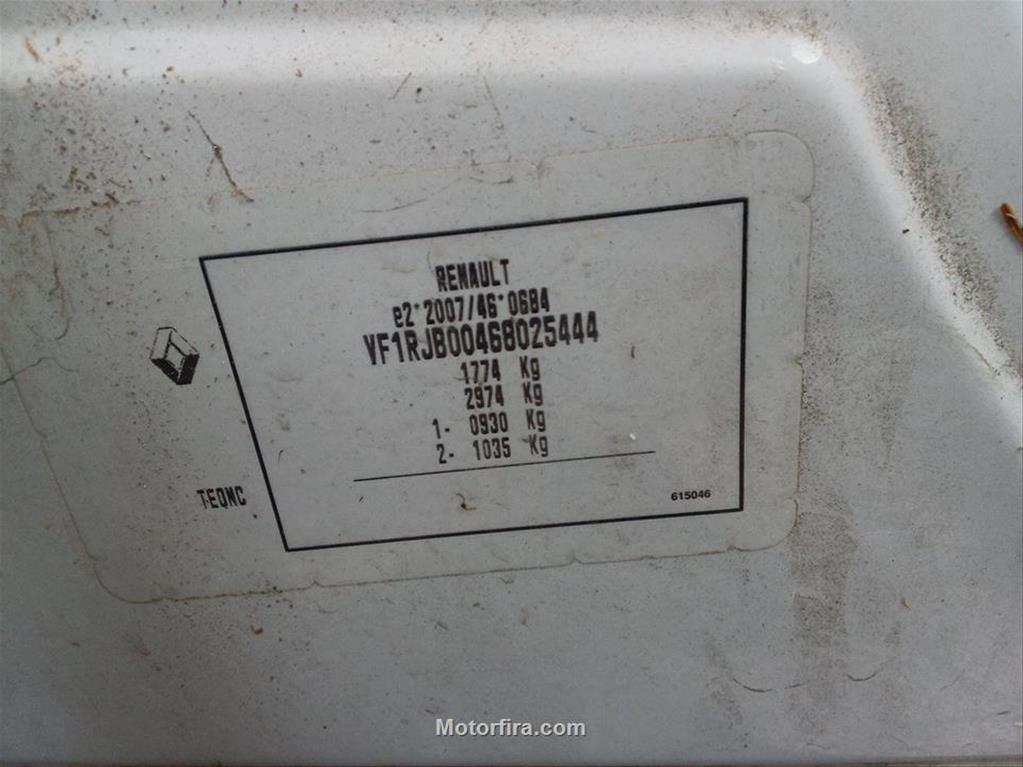 RENAULT
e2*2007/46*0684
VF1RJB00468025444
1774 Kg
2974 Kg
1- 0930 Kg
2- 1035 Kg
TEQNC
615046
Motorfira.com